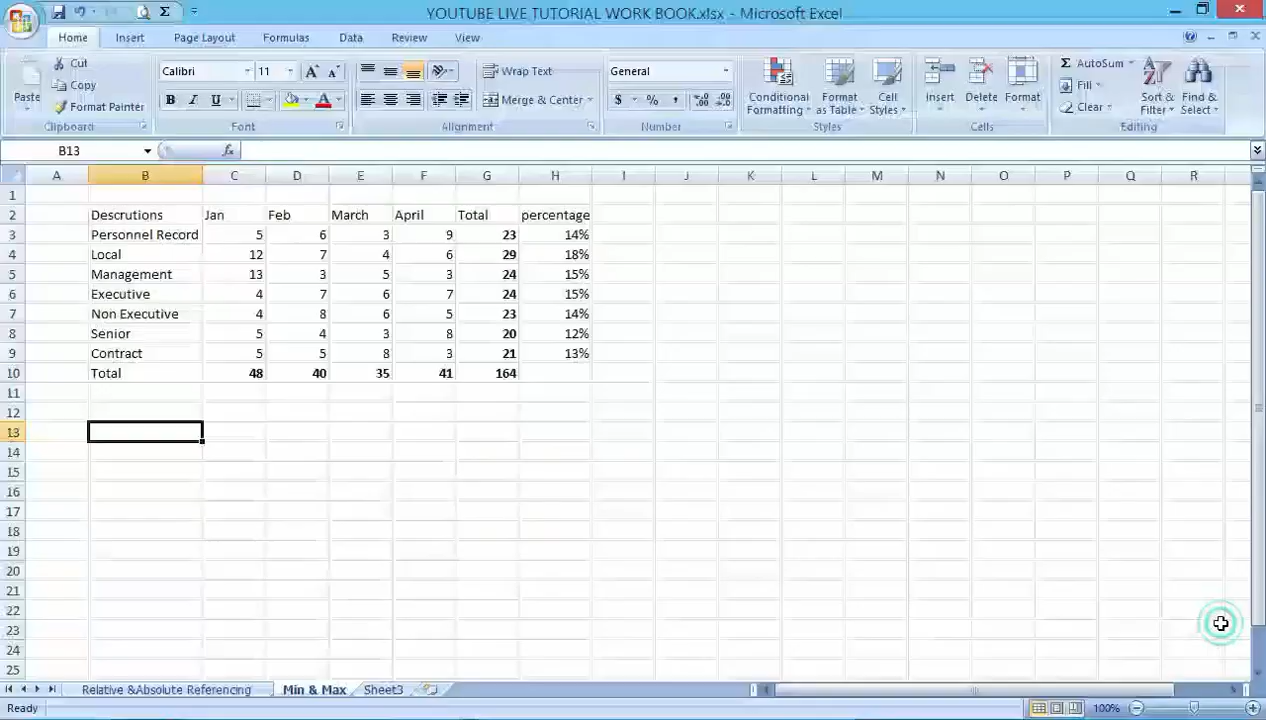 YOUTUBE LIVE TUTORIAL WORK BOOK.xlsx - Microsoft Excel
Home Insert Page Layout Formulas Data Review View
Paste Cut Copy Format Painter
Calibri 11
B I U
Wrap Text
Merge & Center
General
$ % ,
Conditional Formatting
Format as Table
Cell Styles
Insert Delete Format
Σ AutoSum
Fill
Clear
Sort & Filter
Find & Select
Clipboard Font Alignment Number Styles Cells Editing
B13 fx
A B C D E F G H I J K L M N O P Q R
1
2 Descrutions Jan Feb March April Total percentage
3 Personnel Record 5 6 3 9 23 14%
4 Local 12 7 4 6 29 18%
5 Management 13 3 5 3 24 15%
6 Executive 4 7 6 7 24 15%
7 Non Executive 4 8 6 5 23 14%
8 Senior 5 4 3 8 20 12%
9 Contract 5 5 8 3 21 13%
10 Total 48 40 35 41 164
11
12
13
14
15
16
17
18
19
20
21
22
23
24
25
Relative &Absolute Referencing Min & Max Sheet3
Ready 100%